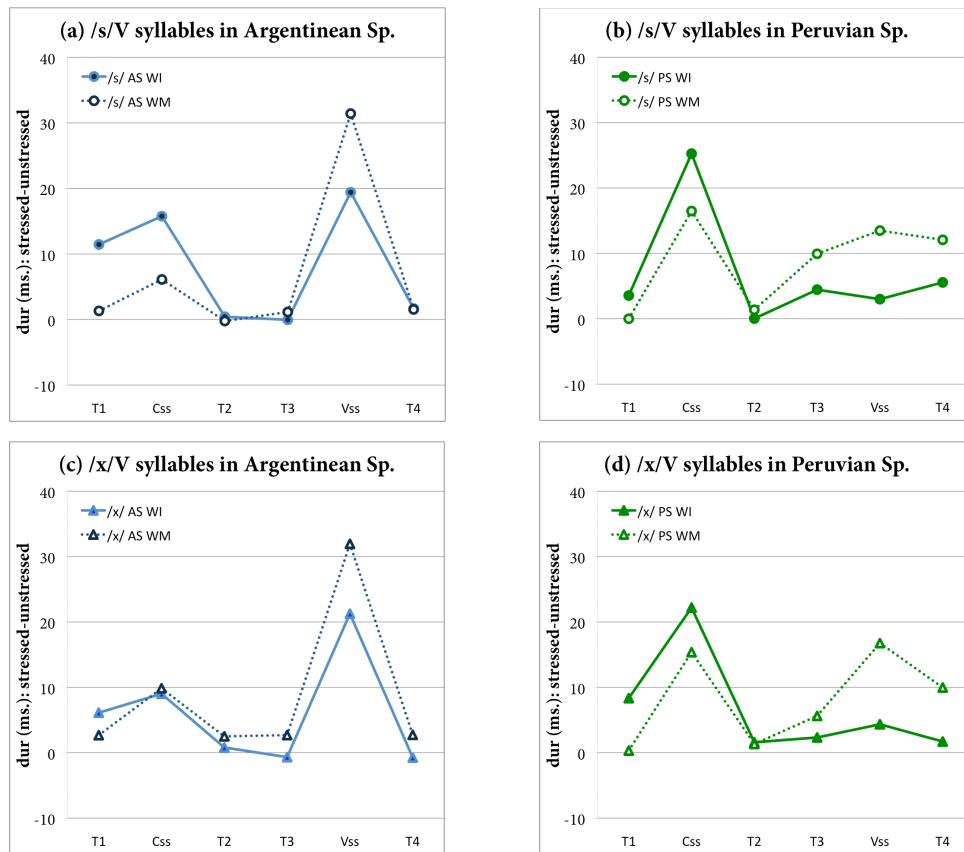 (a) /s/V syllables in Argentinean Sp.
dur (ms.): stressed-unstressed
40
30
20
10
0
-10
/s/ AS WI
/s/ AS WM
T1 Css T2 T3 Vss T4
(b) /s/V syllables in Peruvian Sp.
dur (ms.): stressed-unstressed
40
30
20
10
0
-10
/s/ PS WI
/s/ PS WM
T1 Css T2 T3 Vss T4
(c) /x/V syllables in Argentinean Sp.
dur (ms.): stressed-unstressed
40
30
20
10
0
-10
/x/ AS WI
/x/ AS WM
T1 Css T2 T3 Vss T4
(d) /x/V syllables in Peruvian Sp.
dur (ms.): stressed-unstressed
40
30
20
10
0
-10
/x/ PS WI
/x/ PS WM
T1 Css T2 T3 Vss T4